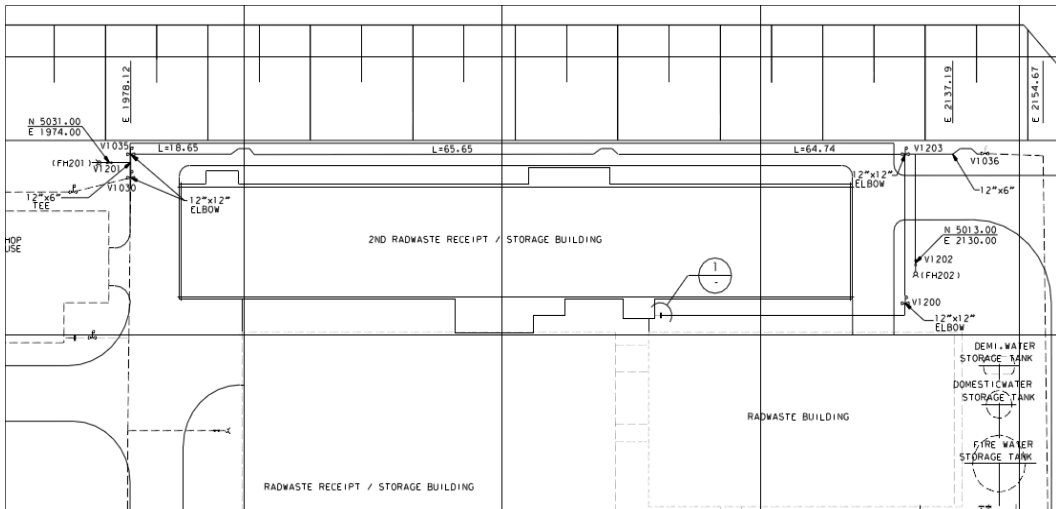 E 1978.12
E 2137.19
E 2154.67
N 5031.00
E 1974.00
V1035
L=18.65
65.65
L=64.74
V1203
V1036
(FH201)
V1201
V1030
12"x6"
TEE
12"x12"
ELBOW
12"x12"
ELBOW
12"x6"
HOP
USE
2ND RADWASTE RECEIPT / STORAGE BUILDING
N 5013.00
E 2130.00
V1202
(FH202)
1
-
V1200
12"x12"
ELBOW
DEMI.WATER
STORAGE TANK
DOMESTICWATER
STORAGE TANK
RADWASTE BUILDING
FIRE WATER
STORAGE TANK
RADWASTE RECEIPT / STORAGE BUILDING